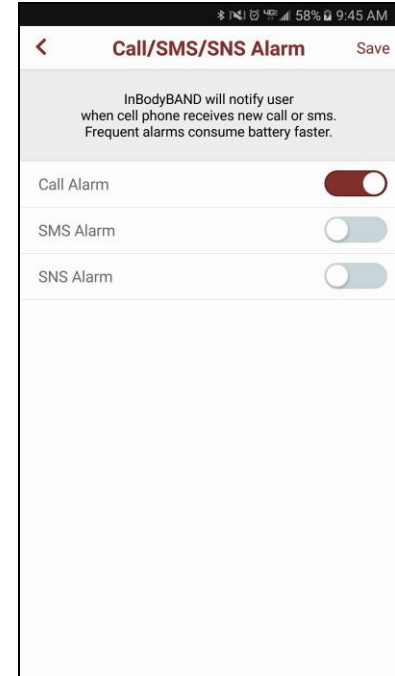 4G 58% 9:45 AM
Call/SMS/SNS Alarm Save
InBodyBAND will notify user
when cell phone receives new call or sms.
Frequent alarms consume battery faster.
Call Alarm
SMS Alarm
SNS Alarm